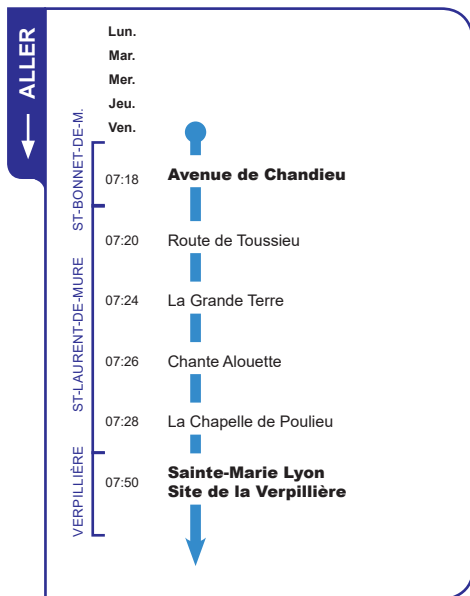 ALLER
Lun.
Mar.
Mer.
Jeu.
Ven.
ST-BONNET-DE-M.
07:18 Avenue de Chandieu
ST-LAURENT-DE-MURE
07:20 Route de Toussieu
07:24 La Grande Terre
07:26 Chante Alouette
07:28 La Chapelle de Poulieu
VERPILLIÈRE
07:50 Sainte-Marie Lyon
Site de la Verpillière